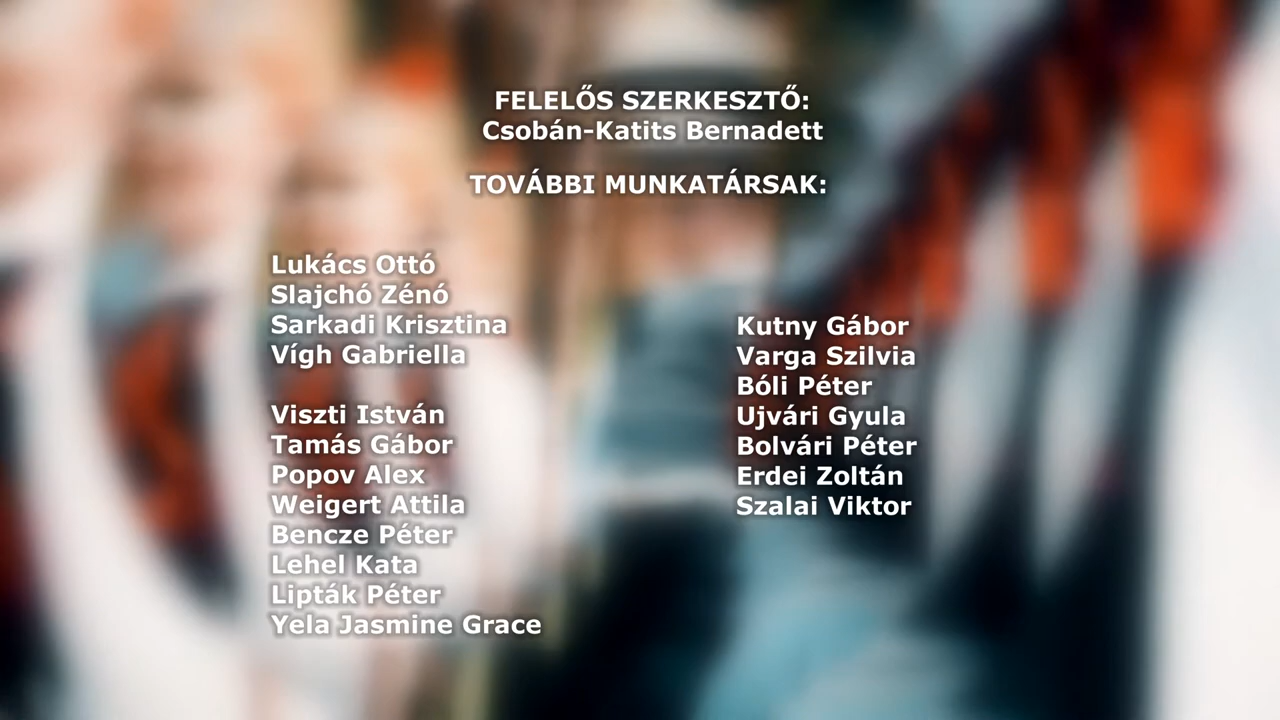 FELELŐS SZERKESZTŐ:
Csobán-Katits Bernadett
TOVÁBBI MUNKATÁRSAK:
Lukács Ottó
Slajchó Zénó
Sarkadi Krisztina
Vígh Gabriella
Viszti István
Tamás Gábor
Popov Alex
Weigert Attila
Bencze Péter
Lehel Kata
Lipták Péter
Yela Jasmine Grace
Kutny Gábor
Varga Szilvia
Bóli Péter
Ujvári Gyula
Bolvári Péter
Erdei Zoltán
Szalai Viktor